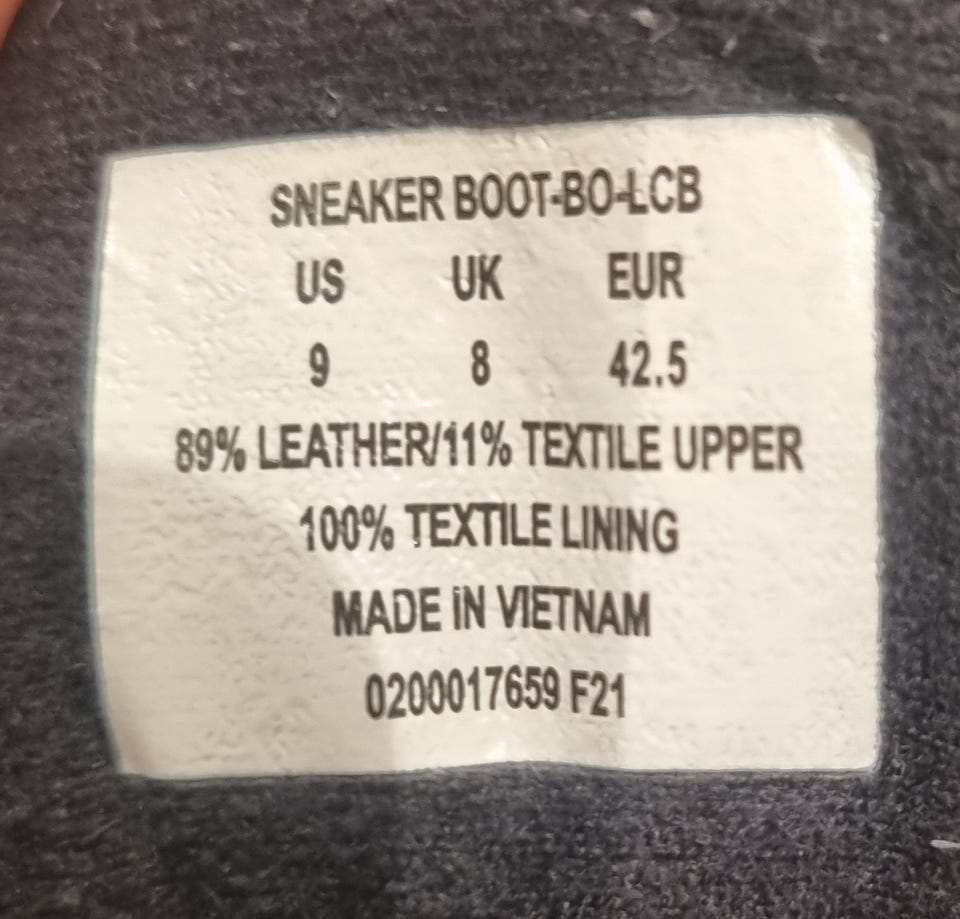 SNEAKER BOOT-BO-LCB
US UK EUR
9 8 42.5
89% LEATHER/11% TEXTILE UPPER
100% TEXTILE LINING
MADE IN VIETNAM
0200017659 F21